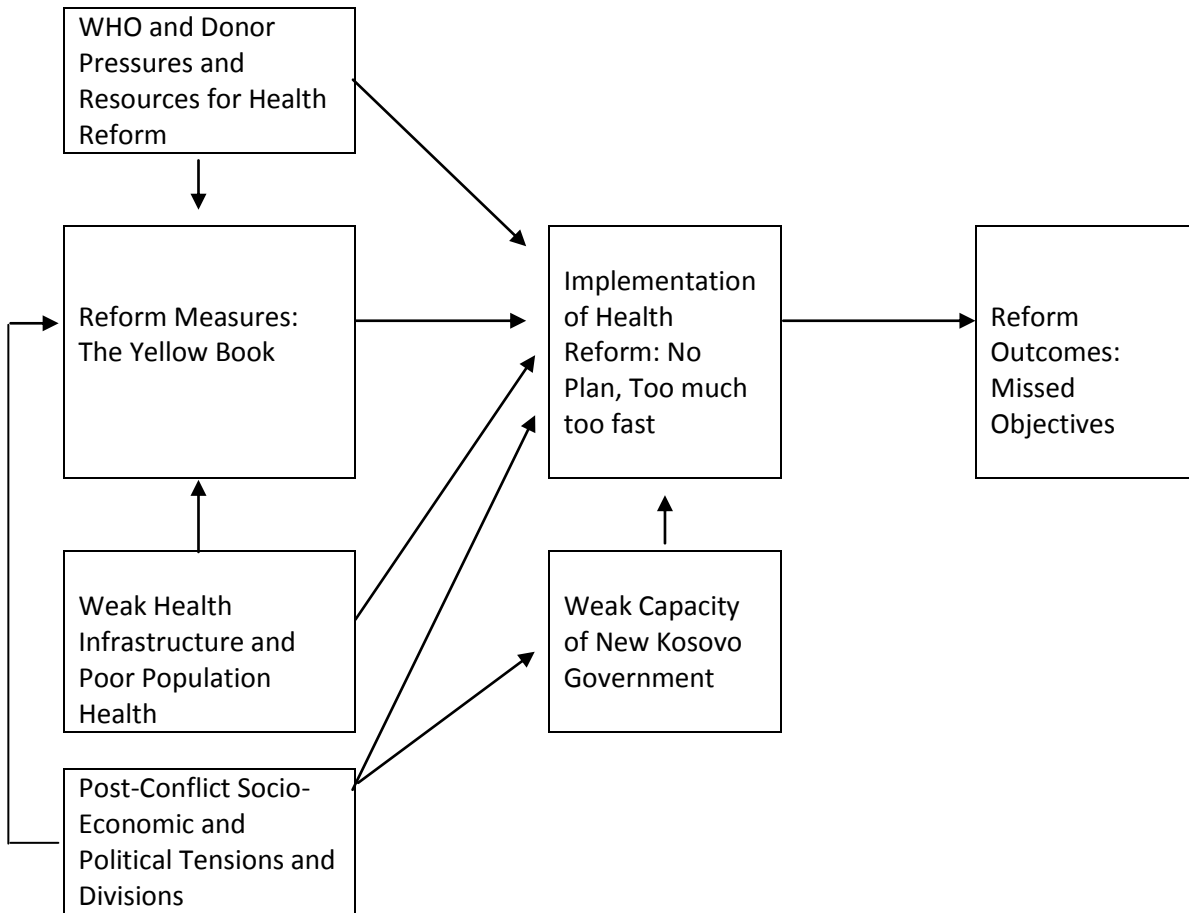 WHO and Donor
Pressures and
Resources for Health
Reform
Reform Measures:
The Yellow Book
Implementation
of Health
Reform: No
Plan, Too much
too fast
Reform
Outcomes:
Missed
Objectives
Weak Health
Infrastructure and
Poor Population
Health
Weak Capacity
of New Kosovo
Government
Post-Conflict Socio-
Economic and
Political Tensions and
Divisions